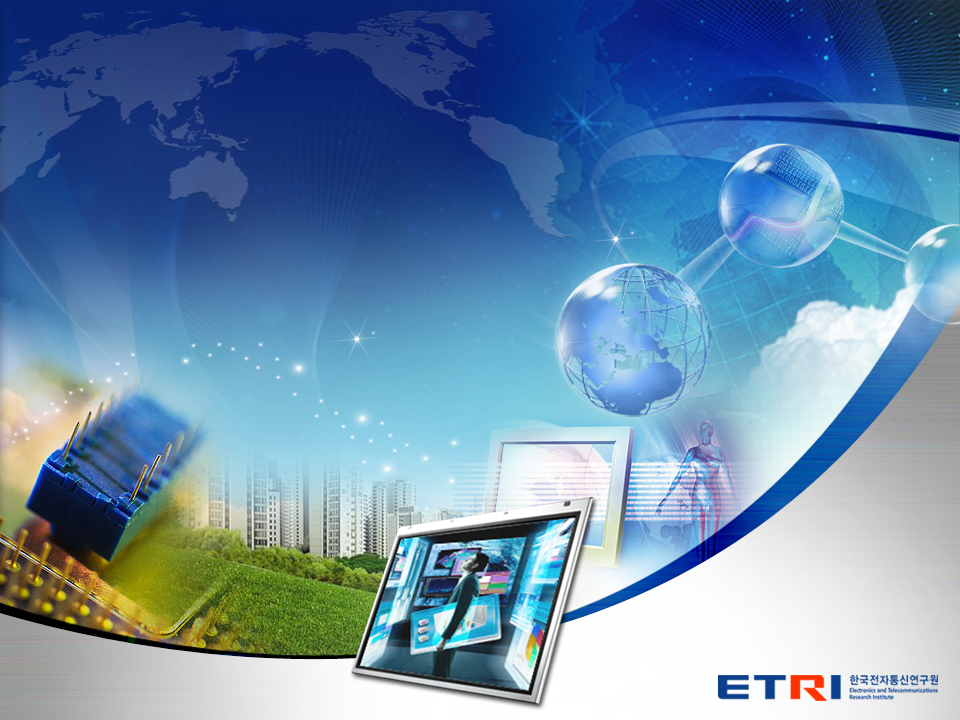 ETRI
한국전자통신연구원
Electronics and Telecommunications
Research Institute